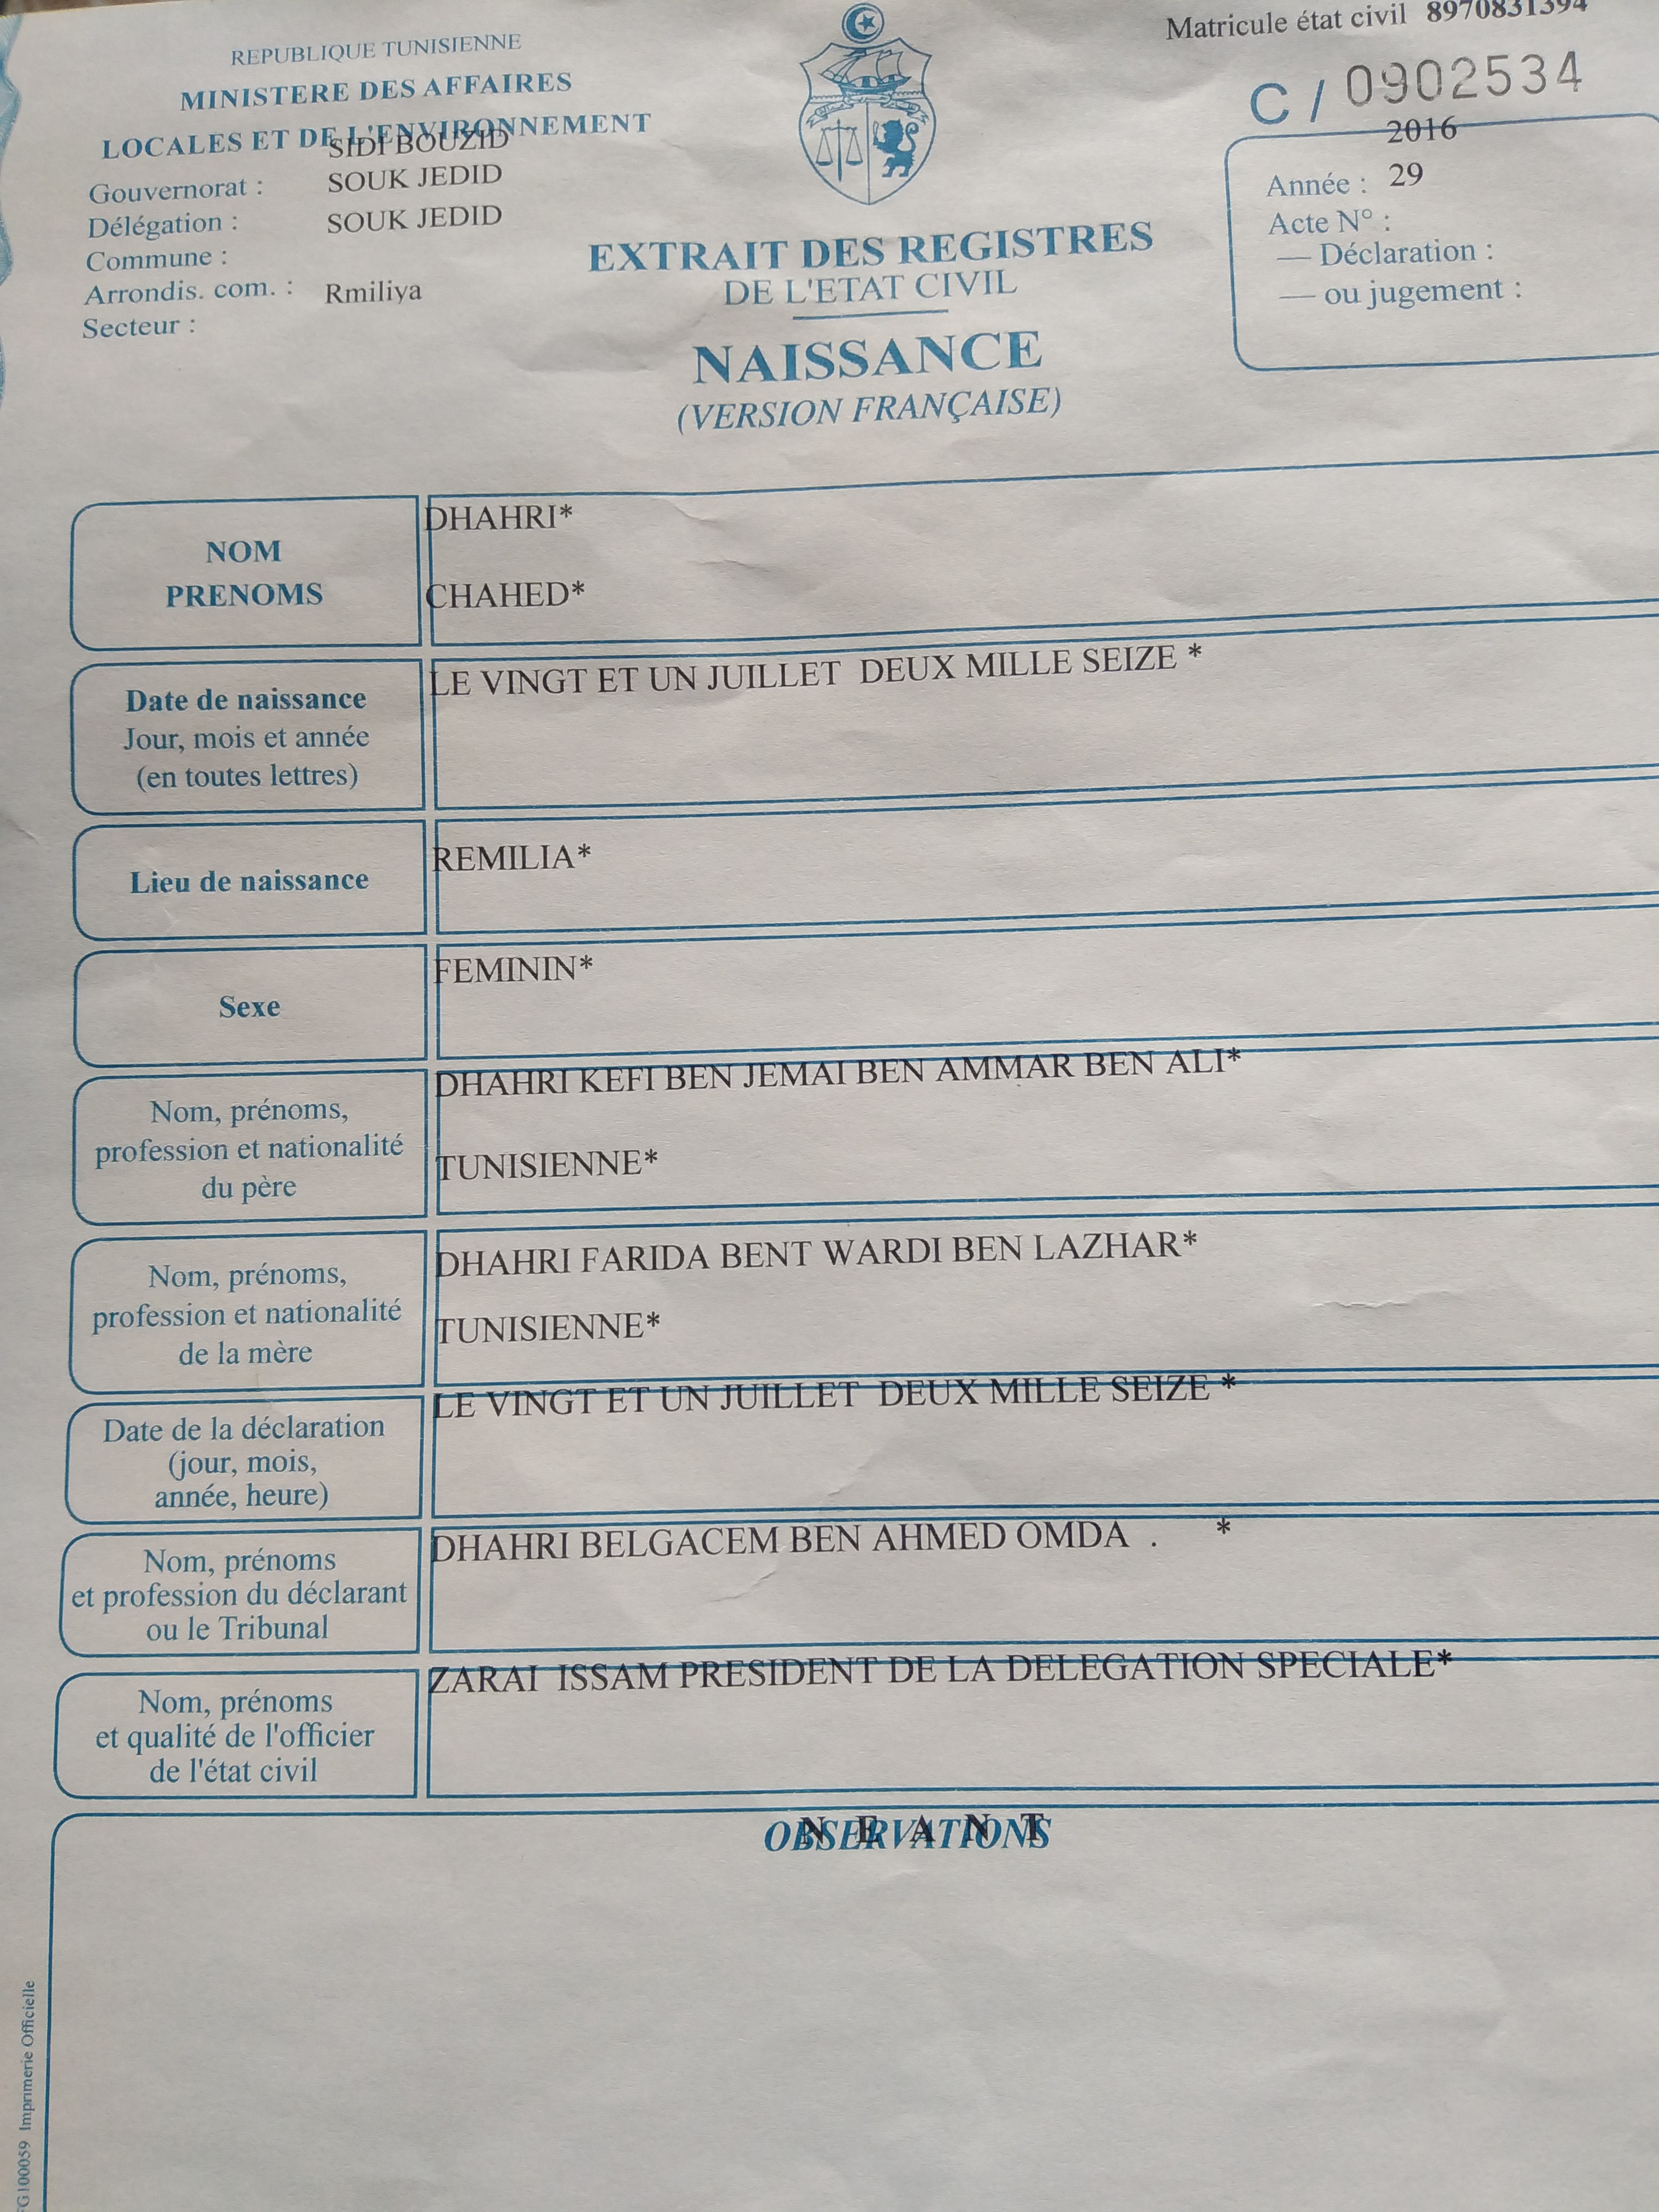 Matricule état civil 8970831394
REPUBLIQUE TUNISIENNE
MINISTERE DES AFFAIRES
LOCALES ET DE L'ENVIRONNEMENT
C / 0902534
SIDI BOUZID
Gouvernorat : SOUK JEDID
Délégation : SOUK JEDID
Commune :
Arrondis. com. : Rmiliya
Secteur :
2016
Année : 29
Acte N° :
— Déclaration :
— ou jugement :
EXTRAIT DES REGISTRES
DE L'ETAT CIVIL
NAISSANCE
(VERSION FRANÇAISE)
NOM
PRENOMS
DHAHRI*
CHAHED*
Date de naissance
Jour, mois et année
(en toutes lettres)
LE VINGT ET UN JUILLET DEUX MILLE SEIZE *
Lieu de naissance
REMILIA*
Sexe
FEMININ*
Nom, prénoms,
profession et nationalité
du père
DHAHRI KEFI BEN JEMAI BEN AMMAR BEN ALI*
TUNISIENNE*
Nom, prénoms,
profession et nationalité
de la mère
DHAHRI FARIDA BENT WARDI BEN LAZHAR*
TUNISIENNE*
Date de la déclaration
(jour, mois,
année, heure)
LE VINGT ET UN JUILLET DEUX MILLE SEIZE *
Nom, prénoms
et profession du déclarant
ou le Tribunal
DHAHRI BELGACEM BEN AHMED OMDA . *
Nom, prénoms
et qualité de l'officier
de l'état civil
ZARAI ISSAM PRESIDENT DE LA DELEGATION SPECIALE*
OBSERVATIONS
N E A N T
FG100059 Imprimerie Officielle